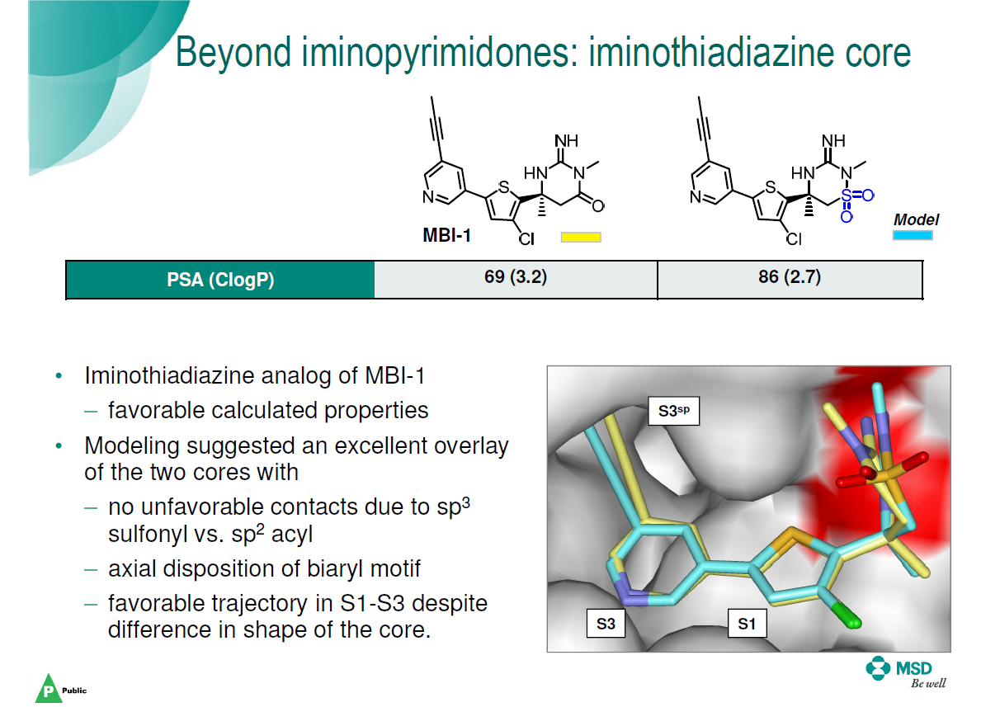 Beyond iminopyrimidones: iminothiadiazine core
NH
HN
N
O
S
N
Cl
MBI-1
NH
HN
N
S
O
O
S
N
Cl
Model
PSA (ClogP)
69 (3.2)
86 (2.7)
• Iminothiadiazine analog of MBI-1
– favorable calculated properties
• Modeling suggested an excellent overlay
of the two cores with
– no unfavorable contacts due to sp³
sulfonyl vs. sp² acyl
– axial disposition of biaryl motif
– favorable trajectory in S1-S3 despite
difference in shape of the core.
S3ˢᵖ
S3
S1
P
Public
MSD
Be well